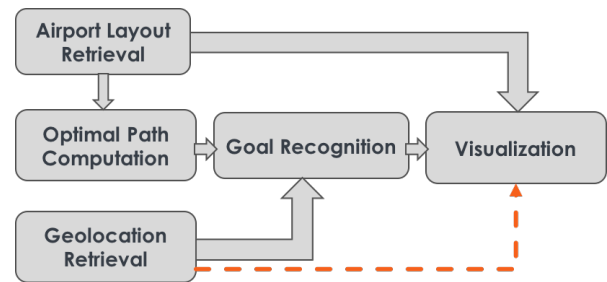 Airport Layout
Retrieval
Optimal Path
Computation
Goal Recognition
Visualization
Geolocation
Retrieval